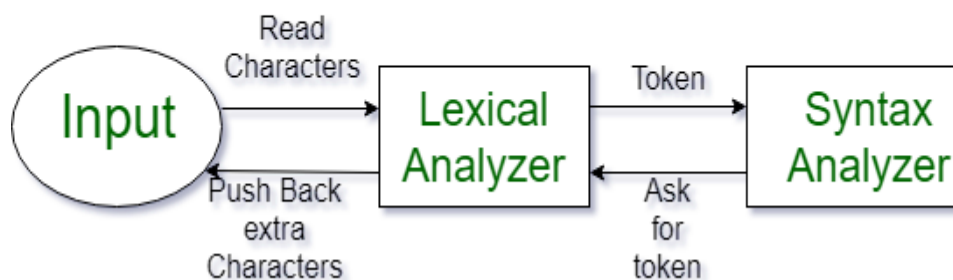 Read
Characters
Input
Lexical
Analyzer
Token
Syntax
Analyzer
Push Back
extra
Characters
Ask
for
token